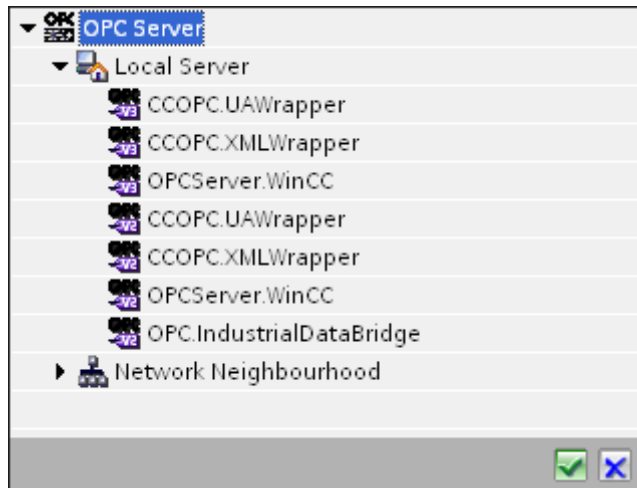 OPC Server
Local Server
CCOPC.UAWrapper
CCOPC.XMLWrapper
OPCServer.WinCC
CCOPC.UAWrapper
CCOPC.XMLWrapper
OPCServer.WinCC
OPC.IndustrialDataBridge
Network Neighbourhood